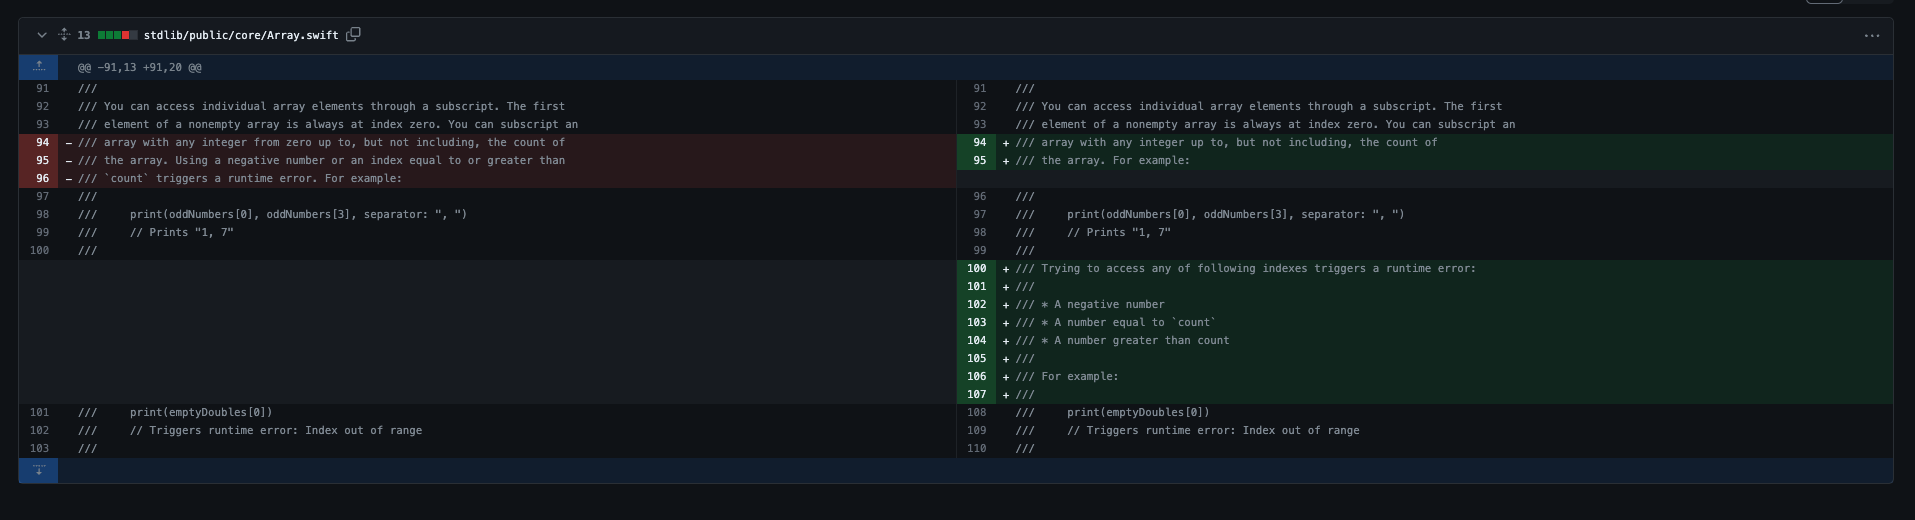 13 stdlib/public/core/Array.swift
@@ -91,13 +91,20 @@
91 ///
92 /// You can access individual array elements through a subscript. The first
93 /// element of a nonempty array is always at index zero. You can subscript an
94 - /// array with any integer from zero up to, but not including, the count of
95 - /// the array. Using a negative number or an index equal to or greater than
96 - /// `count` triggers a runtime error. For example:
97 ///
98 ///     print(oddNumbers[0], oddNumbers[3], separator: ", ")
99 ///     // Prints "1, 7"
100 ///
101 ///     print(emptyDoubles[0])
102 ///     // Triggers runtime error: Index out of range
103 ///
91 ///
92 /// You can access individual array elements through a subscript. The first
93 /// element of a nonempty array is always at index zero. You can subscript an
94 + /// array with any integer up to, but not including, the count of
95 + /// the array. For example:
96 ///
97 ///     print(oddNumbers[0], oddNumbers[3], separator: ", ")
98 ///     // Prints "1, 7"
99 ///
100 + /// Trying to access any of following indexes triggers a runtime error:
101 + ///
102 + /// * A negative number
103 + /// * A number equal to `count`
104 + /// * A number greater than count
105 + ///
106 + /// For example:
107 + ///
108 ///     print(emptyDoubles[0])
109 ///     // Triggers runtime error: Index out of range
110 ///